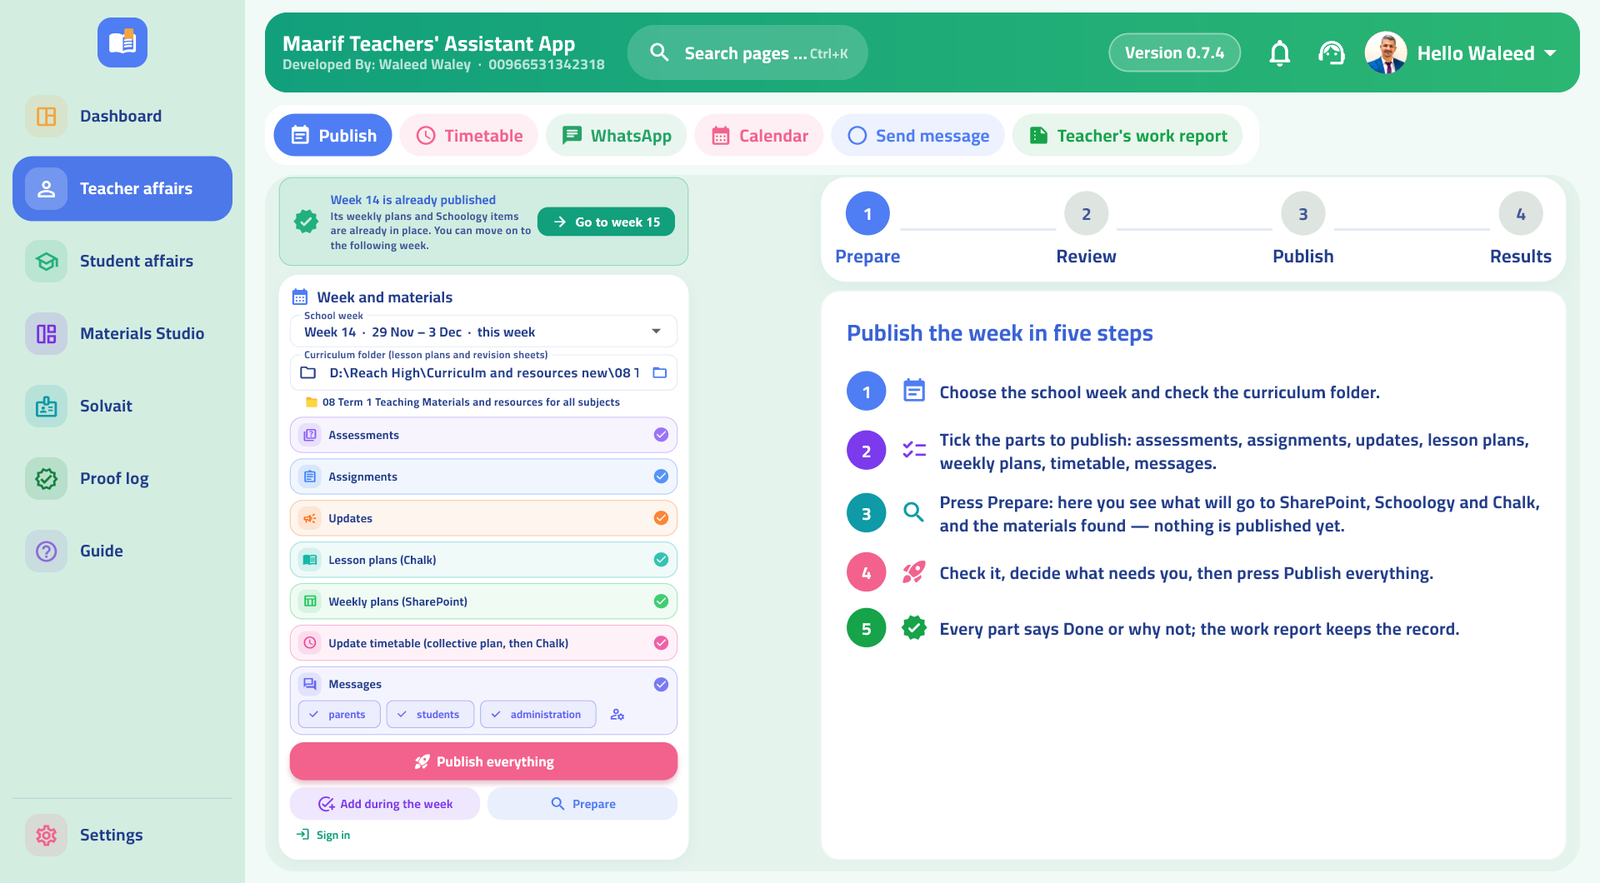 Maarif Teachers' Assistant App
Developed By: Waleed Waley · 00966531342318
Search pages ... Ctrl+K
Version 0.7.4
Hello Waleed
Dashboard
Teacher affairs
Student affairs
Materials Studio
Solvait
Proof log
Guide
Settings
Publish
Timetable
WhatsApp
Calendar
Send message
Teacher's work report
Week 14 is already published
Its weekly plans and Schoology items
are already in place. You can move on to
the following week.
Go to week 15
Week and materials
School week
Week 14 · 29 Nov – 3 Dec · this week
Curriculum folder (lesson plans and revision sheets)
D:\Reach High\Curriculm and resources new\08 T
08 Term 1 Teaching Materials and resources for all subjects
Assessments
Assignments
Updates
Lesson plans (Chalk)
Weekly plans (SharePoint)
Update timetable (collective plan, then Chalk)
Messages
parents
students
administration
Publish everything
Add during the week
Prepare
Sign in
1
2
3
4
Prepare
Review
Publish
Results
Publish the week in five steps
1 Choose the school week and check the curriculum folder.
2 Tick the parts to publish: assessments, assignments, updates, lesson plans,
weekly plans, timetable, messages.
3 Press Prepare: here you see what will go to SharePoint, Schoology and Chalk,
and the materials found — nothing is published yet.
4 Check it, decide what needs you, then press Publish everything.
5 Every part says Done or why not; the work report keeps the record.